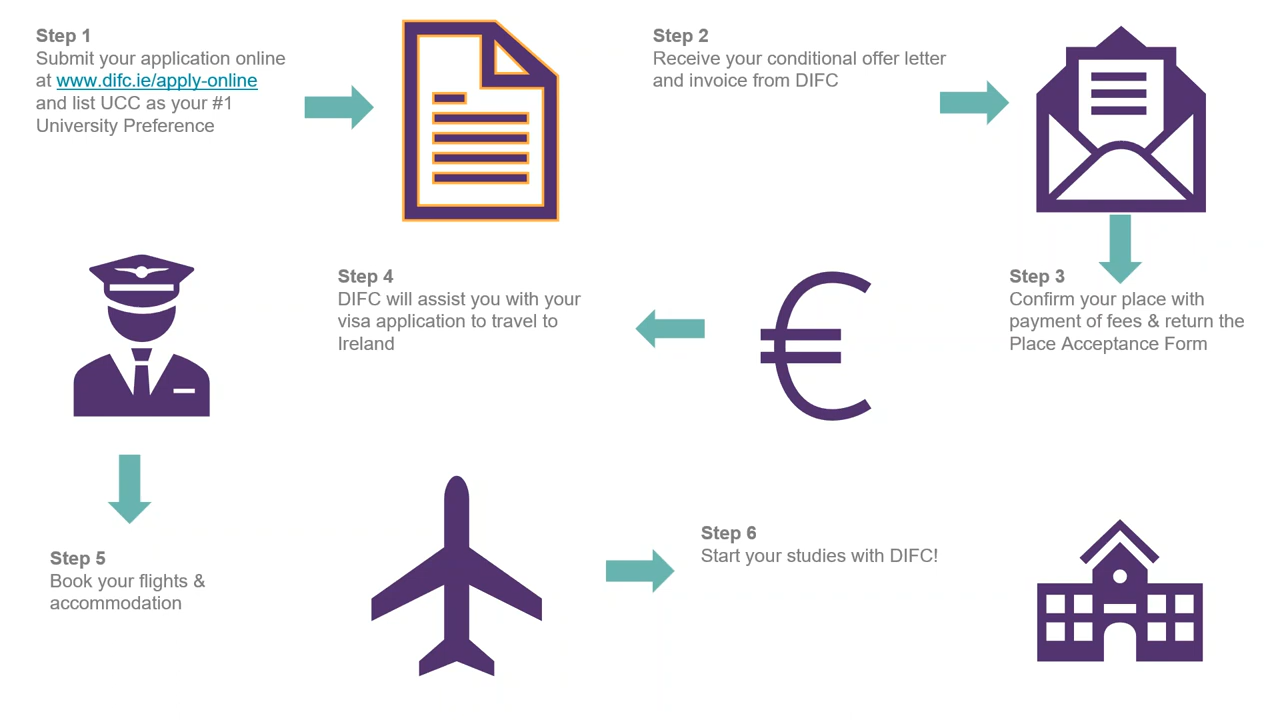 Step 1
Submit your application online
at www.difc.ie/apply-online
and list UCC as your #1
University Preference
Step 2
Receive your conditional offer letter
and invoice from DIFC
Step 3
Confirm your place with
payment of fees & return the
Place Acceptance Form
Step 4
DIFC will assist you with your
visa application to travel to
Ireland
€
Step 5
Book your flights &
accommodation
Step 6
Start your studies with DIFC!